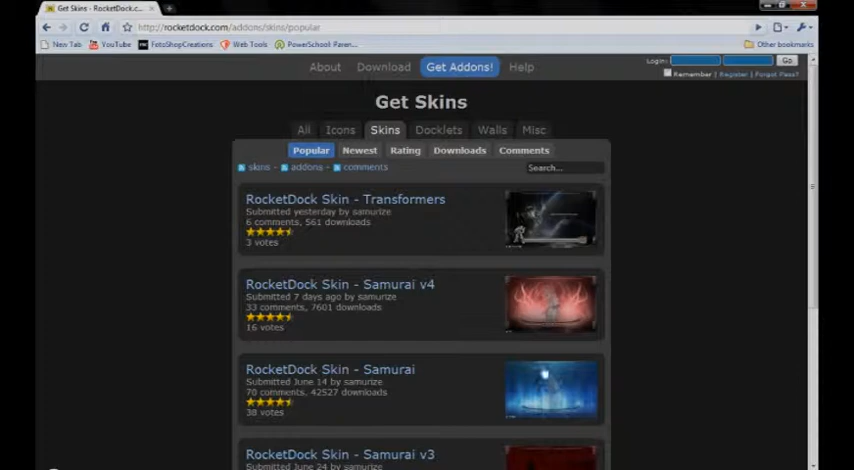 Get Skins - RocketDock.c...
http://rocketdock.com/addons/skins/popular
New Tab YouTube FotoShopCreations Web Tools PowerSchool: Paren... Other bookmarks
About Download Get Addons! Help
Login: Go
Remember | Register | Forgot Pass?
Get Skins
All Icons Skins Docklets Walls Misc
Popular Newest Rating Downloads Comments
skins - addons - comments Search...
RocketDock Skin - Transformers
Submitted yesterday by samurize
6 comments, 561 downloads
3 votes
RocketDock Skin - Samurai v4
Submitted 7 days ago by samurize
33 comments, 7601 downloads
16 votes
RocketDock Skin - Samurai
Submitted June 14 by samurize
70 comments, 42527 downloads
38 votes
RocketDock Skin - Samurai v3
Submitted June 24 by samurize